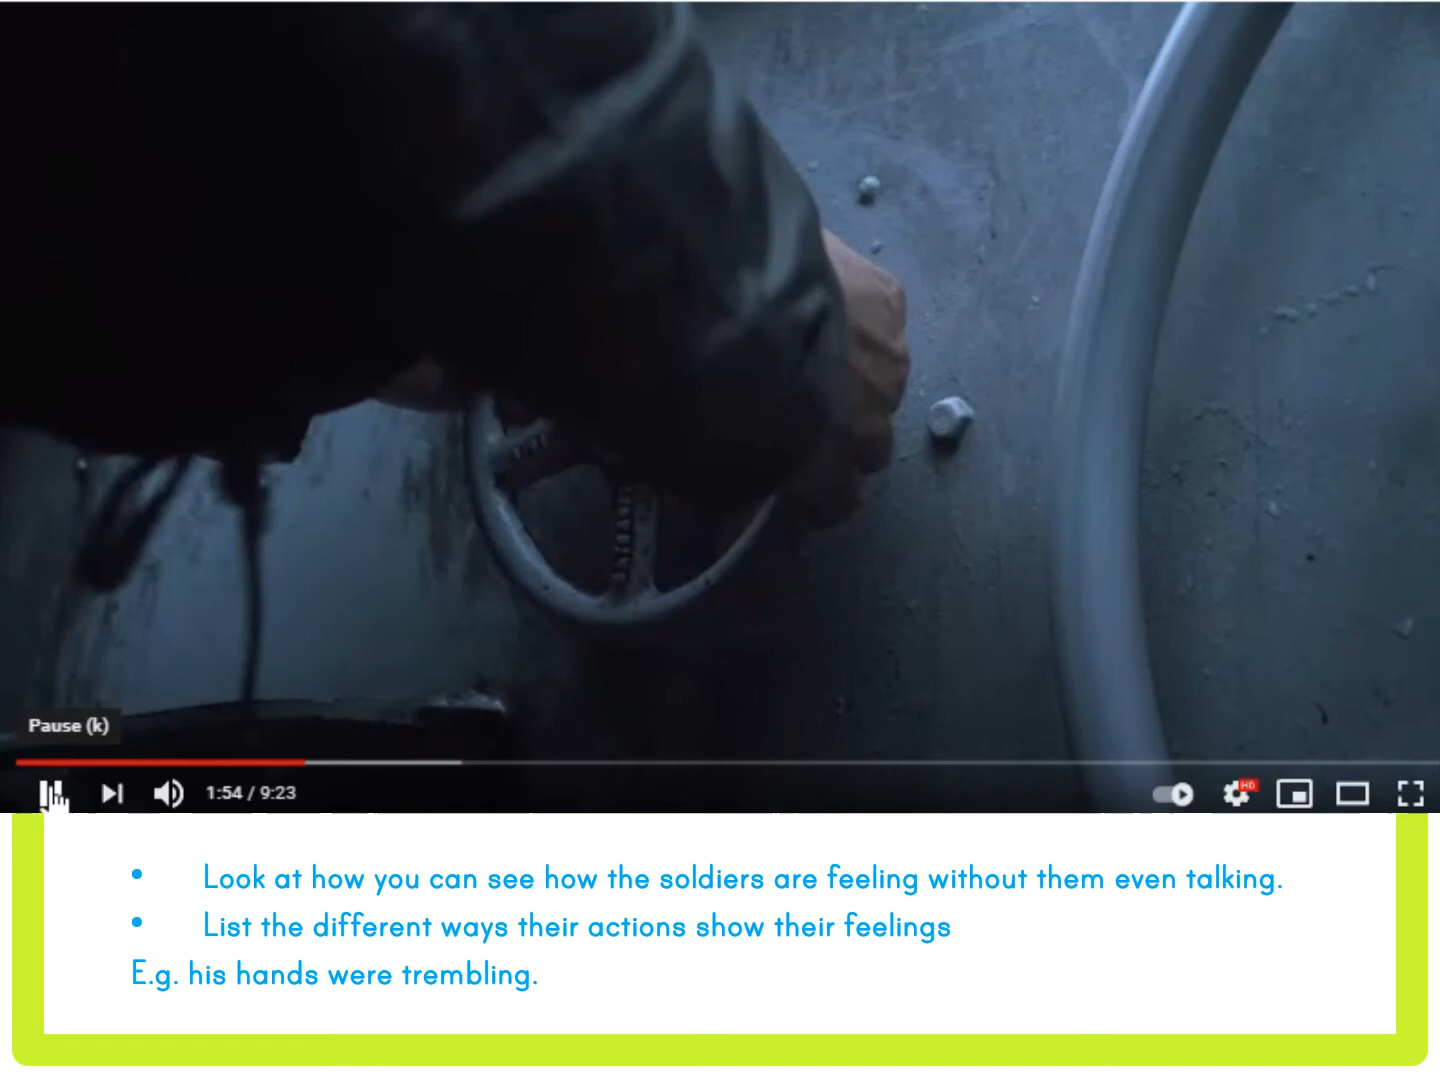 Pause (k)
1:54 / 9:23
HD
• Look at how you can see how the soldiers are feeling without them even talking.
• List the different ways their actions show their feelings
E.g. his hands were trembling.